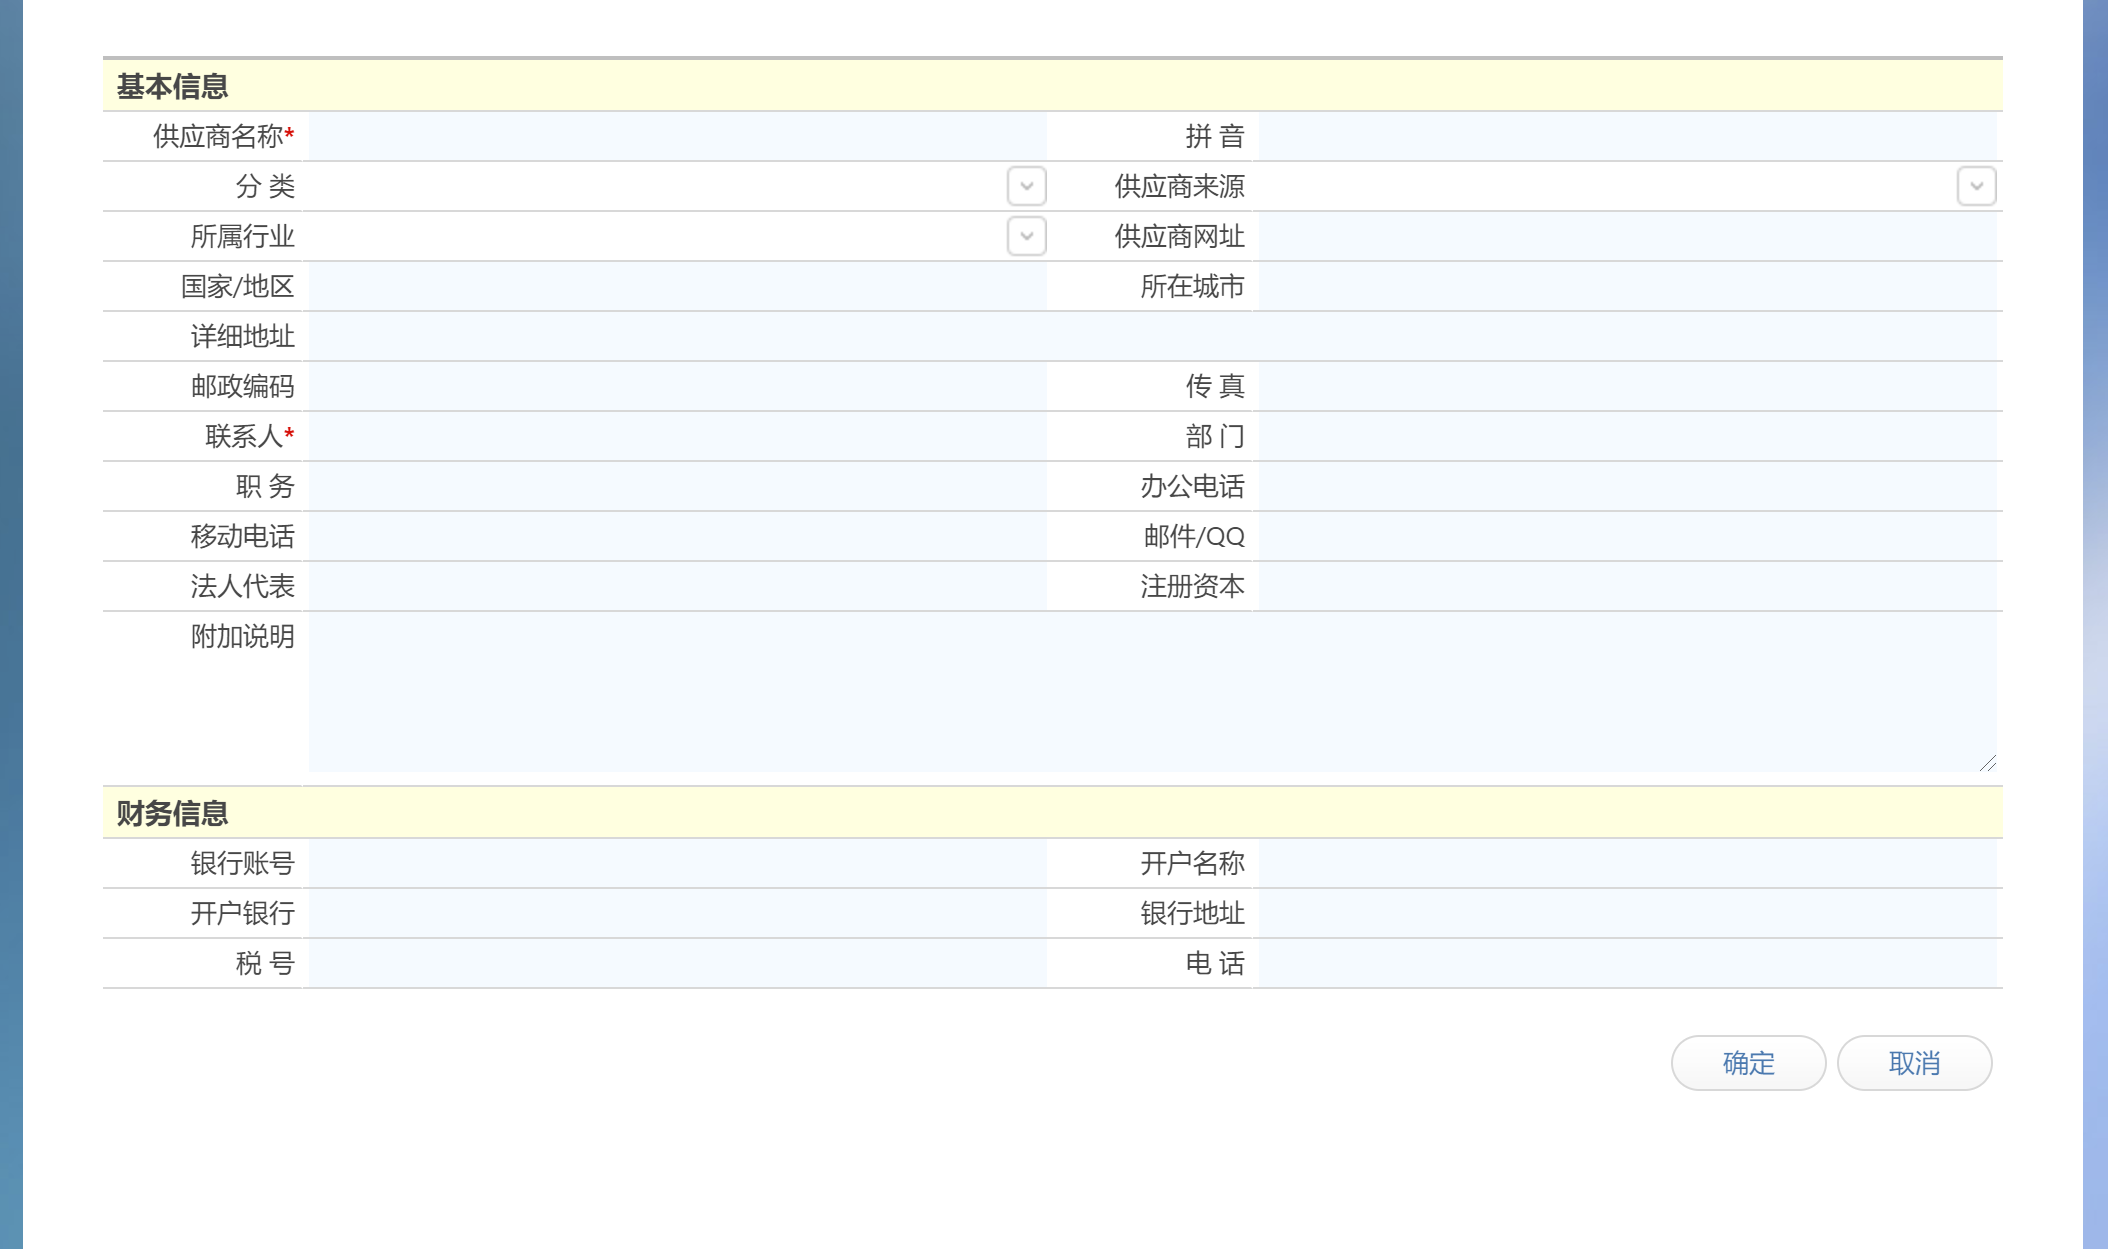 基本信息
供应商名称* 拼 音
分 类 供应商来源
所属行业 供应商网址
国家/地区 所在城市
详细地址
邮政编码 传 真
联系人* 部 门
职 务 办公电话
移动电话 邮件/QQ
法人代表 注册资本
附加说明
财务信息
银行账号 开户名称
开户银行 银行地址
税 号 电 话
确定 取消